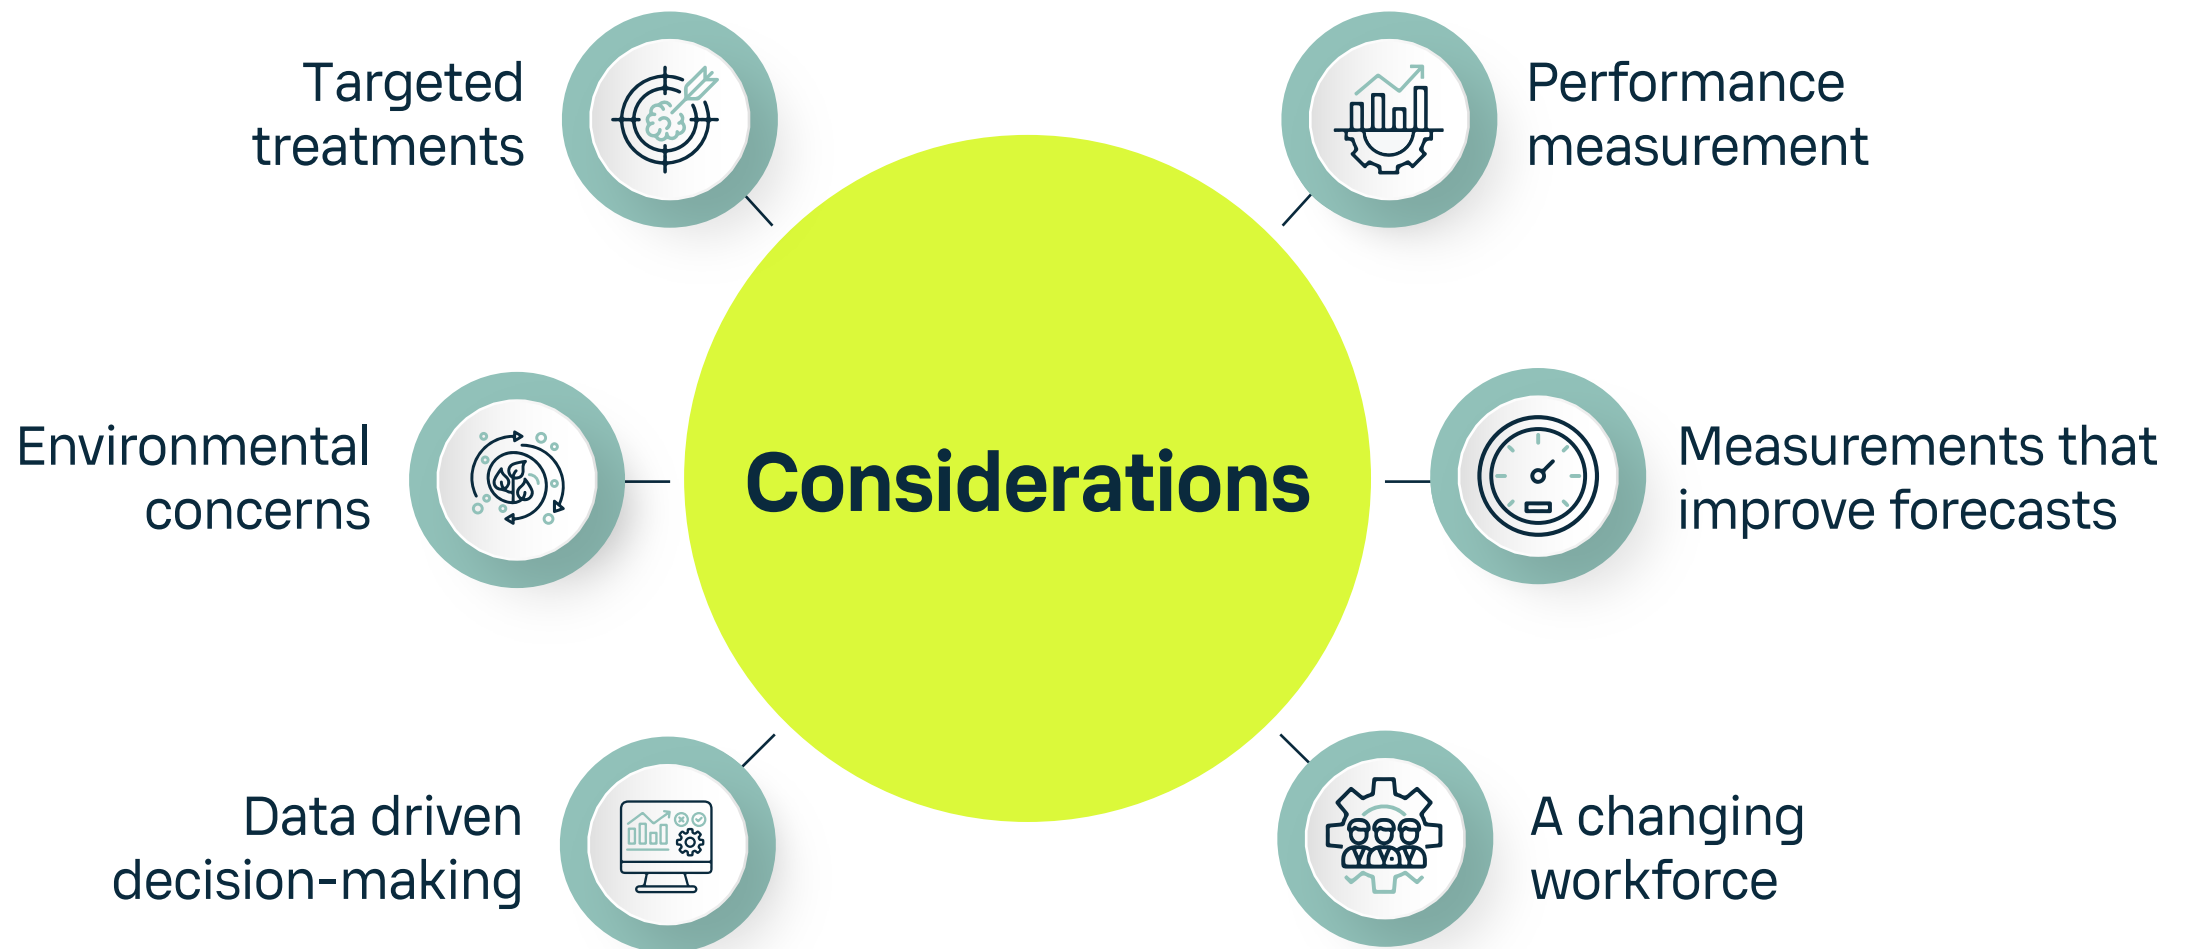 Targeted
treatments
Performance
measurement
Environmental
concerns
Considerations
Measurements that
improve forecasts
Data driven
decision-making
A changing
workforce